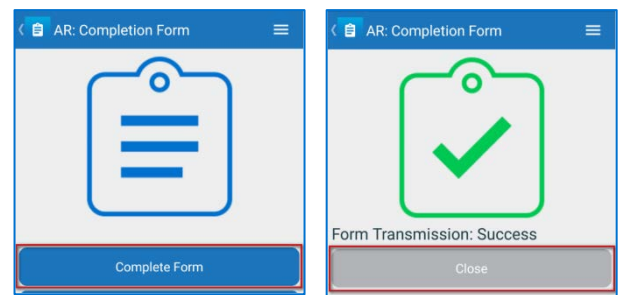 AR: Completion Form
Complete Form
AR: Completion Form
Form Transmission: Success
Close